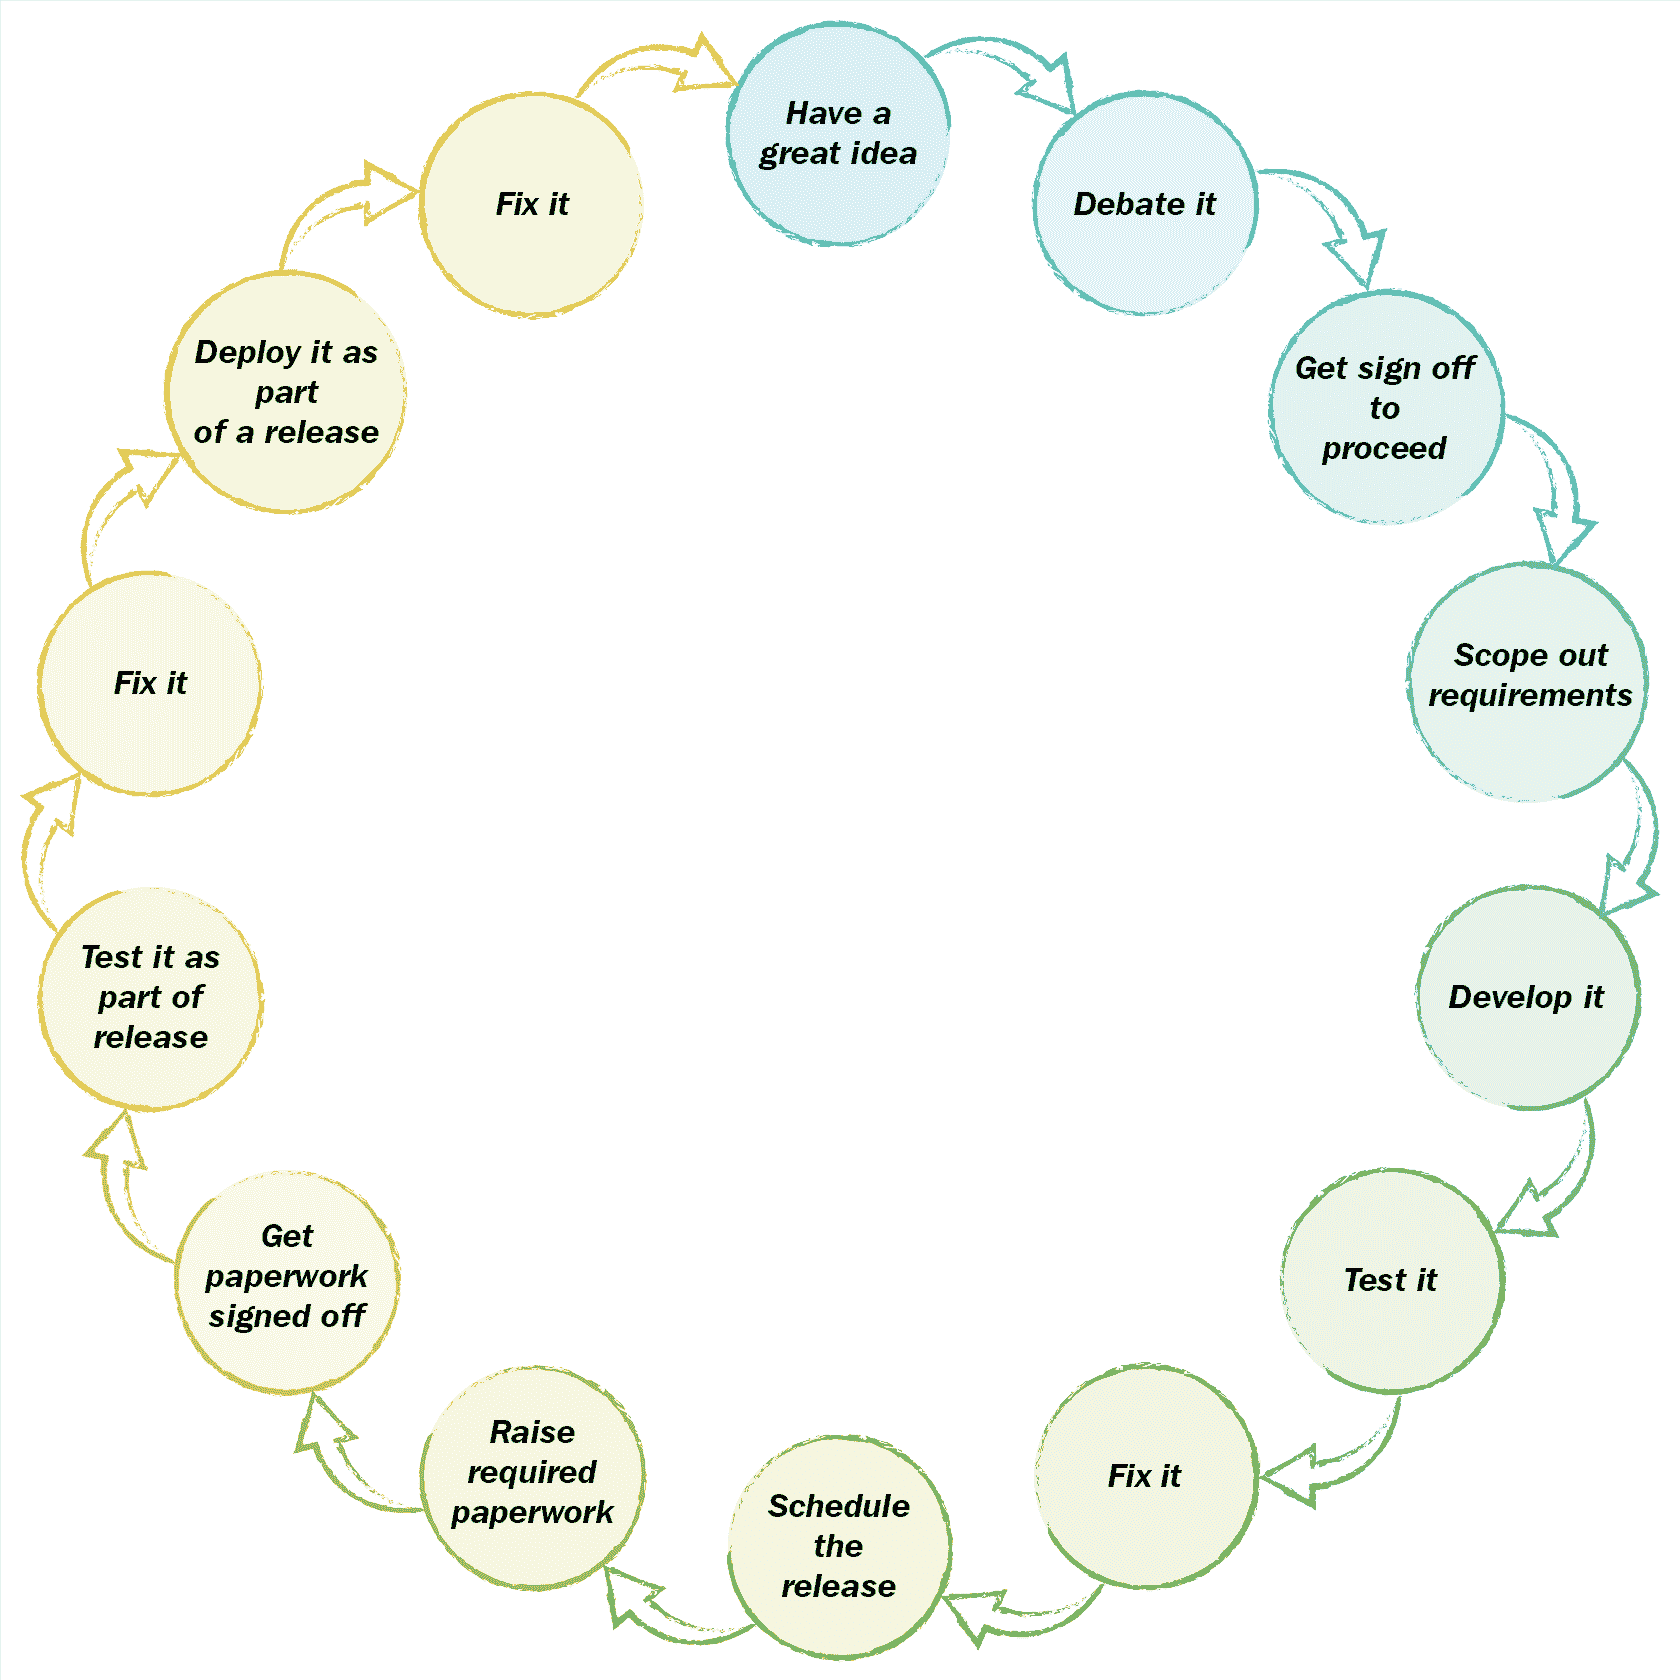 Have a
great idea
Debate it
Get sign off
to
proceed
Scope out
requirements
Develop it
Test it
Fix it
Schedule
the
release
Raise
required
paperwork
Get
paperwork
signed off
Test it as
part of
release
Fix it
Deploy it as
part
of a release
Fix it